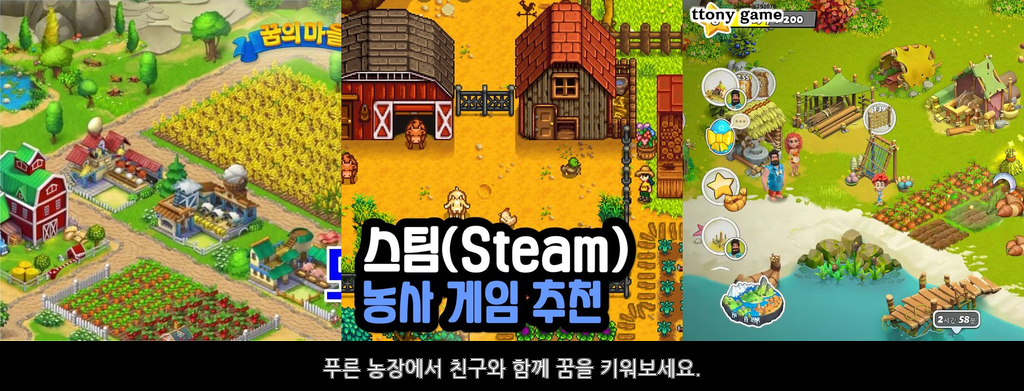 꿈의 마을
ttony game
200
스팀(Steam)
농사 게임 추천
2시간 58분
푸른 농장에서 친구와 함께 꿈을 키워보세요.